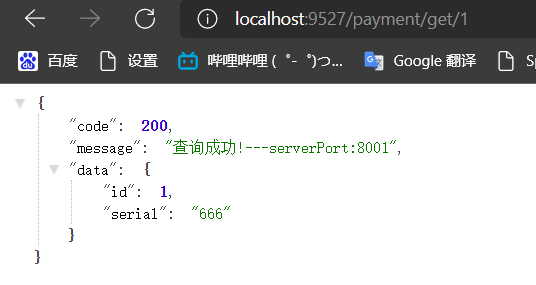 localhost:9527/payment/get/1
百度 设置 哔哩哔哩 (゜-゜)つ... Google 翻译 Sp
{
"code": 200,
"message": "查询成功!---serverPort:8001",
"data": {
"id": 1,
"serial": "666"
}
}